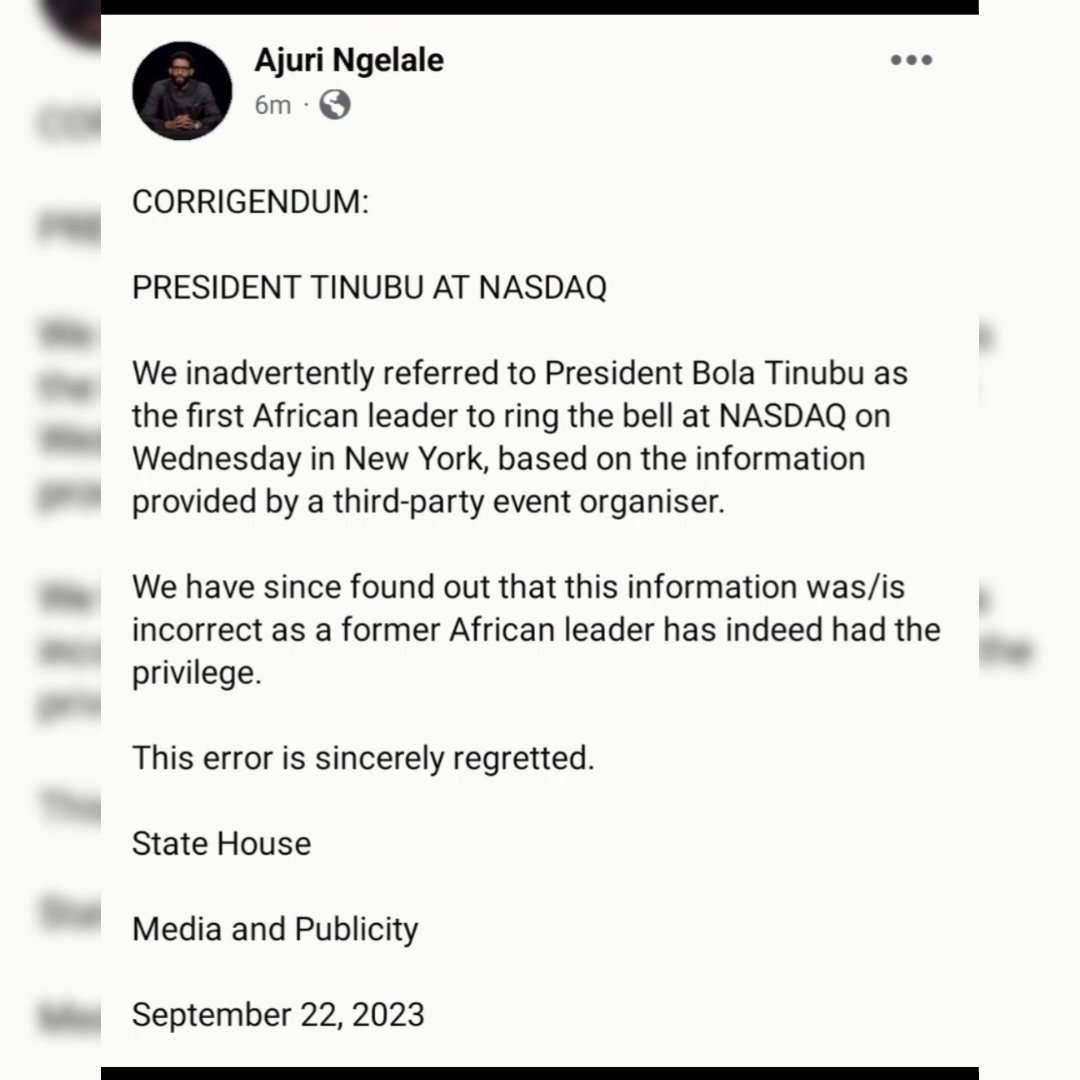 Ajuri Ngelale
6m ·
CORRIGENDUM:
PRESIDENT TINUBU AT NASDAQ
We inadvertently referred to President Bola Tinubu as
the first African leader to ring the bell at NASDAQ on
Wednesday in New York, based on the information
provided by a third-party event organiser.
We have since found out that this information was/is
incorrect as a former African leader has indeed had the
privilege.
This error is sincerely regretted.
State House
Media and Publicity
September 22, 2023